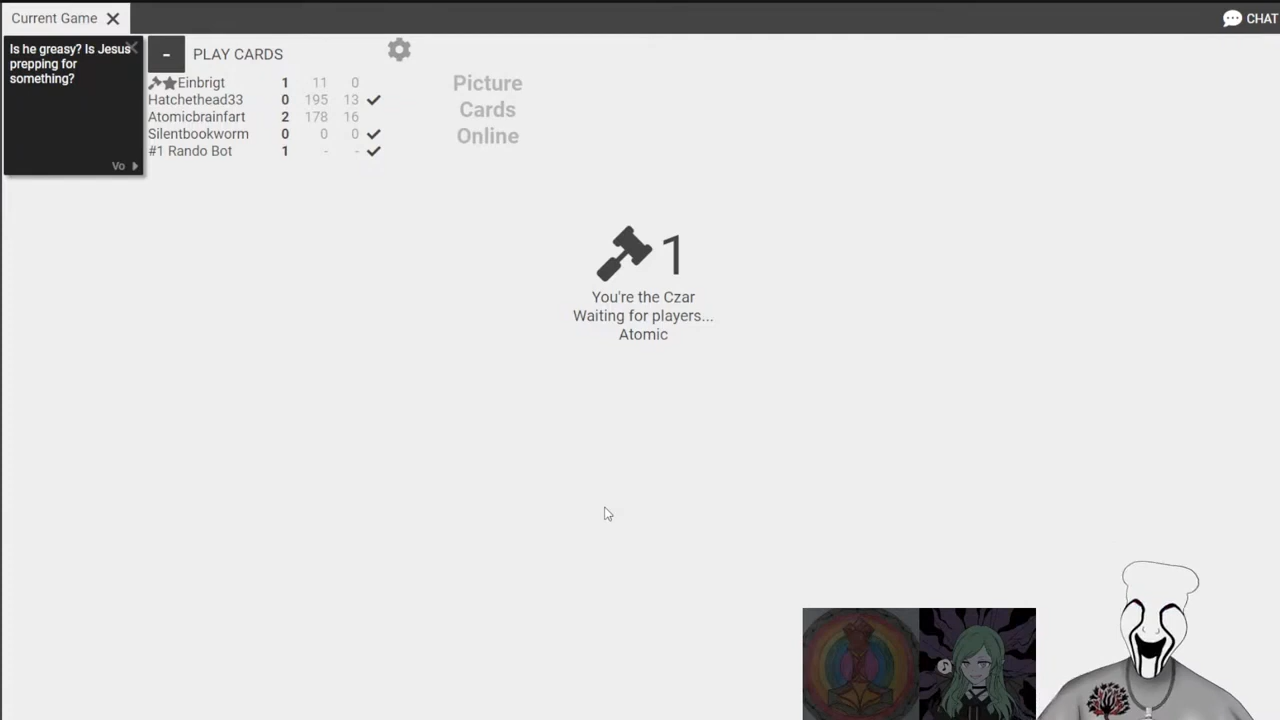 Current Game
CHAT
Is he greasy? Is Jesus
prepping for
something?
Vo
- PLAY CARDS
Einbrigt 1 11 0
Hatchethead33 0 195 13
Atomicbrainfart 2 178 16
Silentbookworm 0 0 0
#1 Rando Bot 1 - -
Picture
Cards
Online
1
You're the Czar
Waiting for players...
Atomic